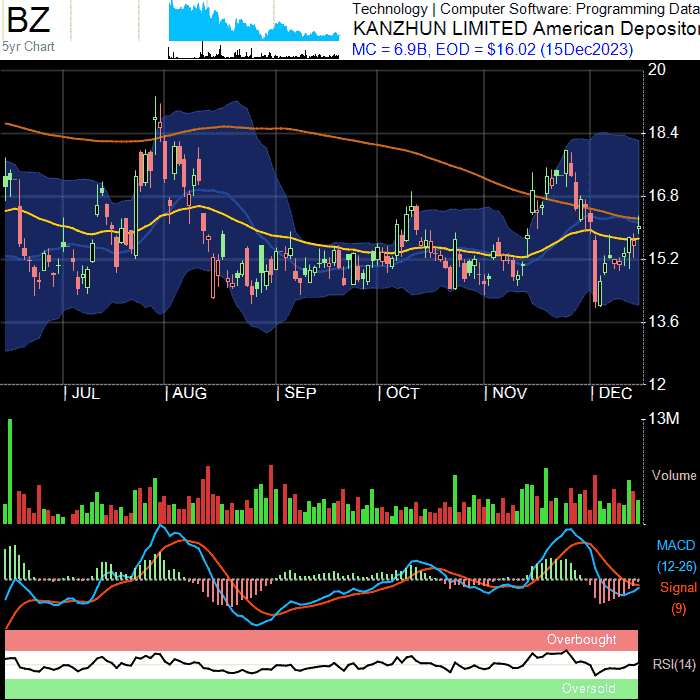 BZ
5yr Chart
Technology | Computer Software: Programming Data
KANZHUN LIMITED American Depositor
MC = 6.9B, EOD = $16.02 (15Dec2023)
20
18.4
16.8
15.2
13.6
12
| JUL | AUG | SEP | OCT | NOV | DEC
13M
Volume
MACD
(12-26)
Signal
(9)
Overbought
RSI(14)
Oversold